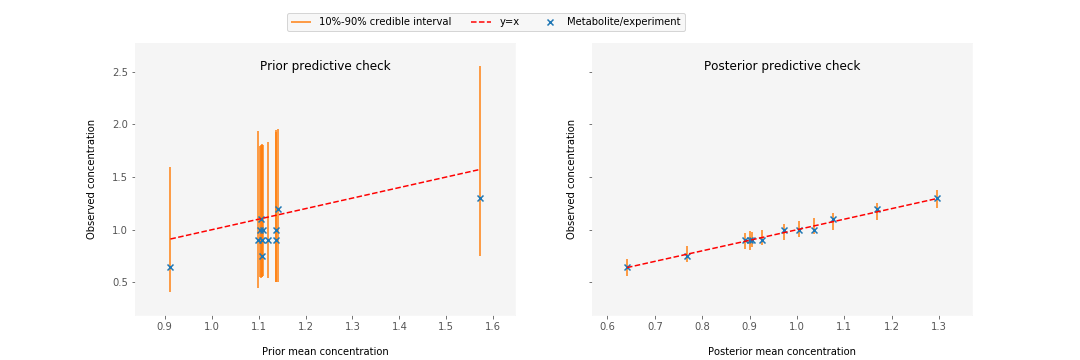 10%-90% credible interval y=x Metabolite/experiment
Prior predictive check
Observed concentration
2.5
2.0
1.5
1.0
0.5
0.9 1.0 1.1 1.2 1.3 1.4 1.5 1.6
Prior mean concentration
Posterior predictive check
Observed concentration
0.6 0.7 0.8 0.9 1.0 1.1 1.2 1.3
Posterior mean concentration